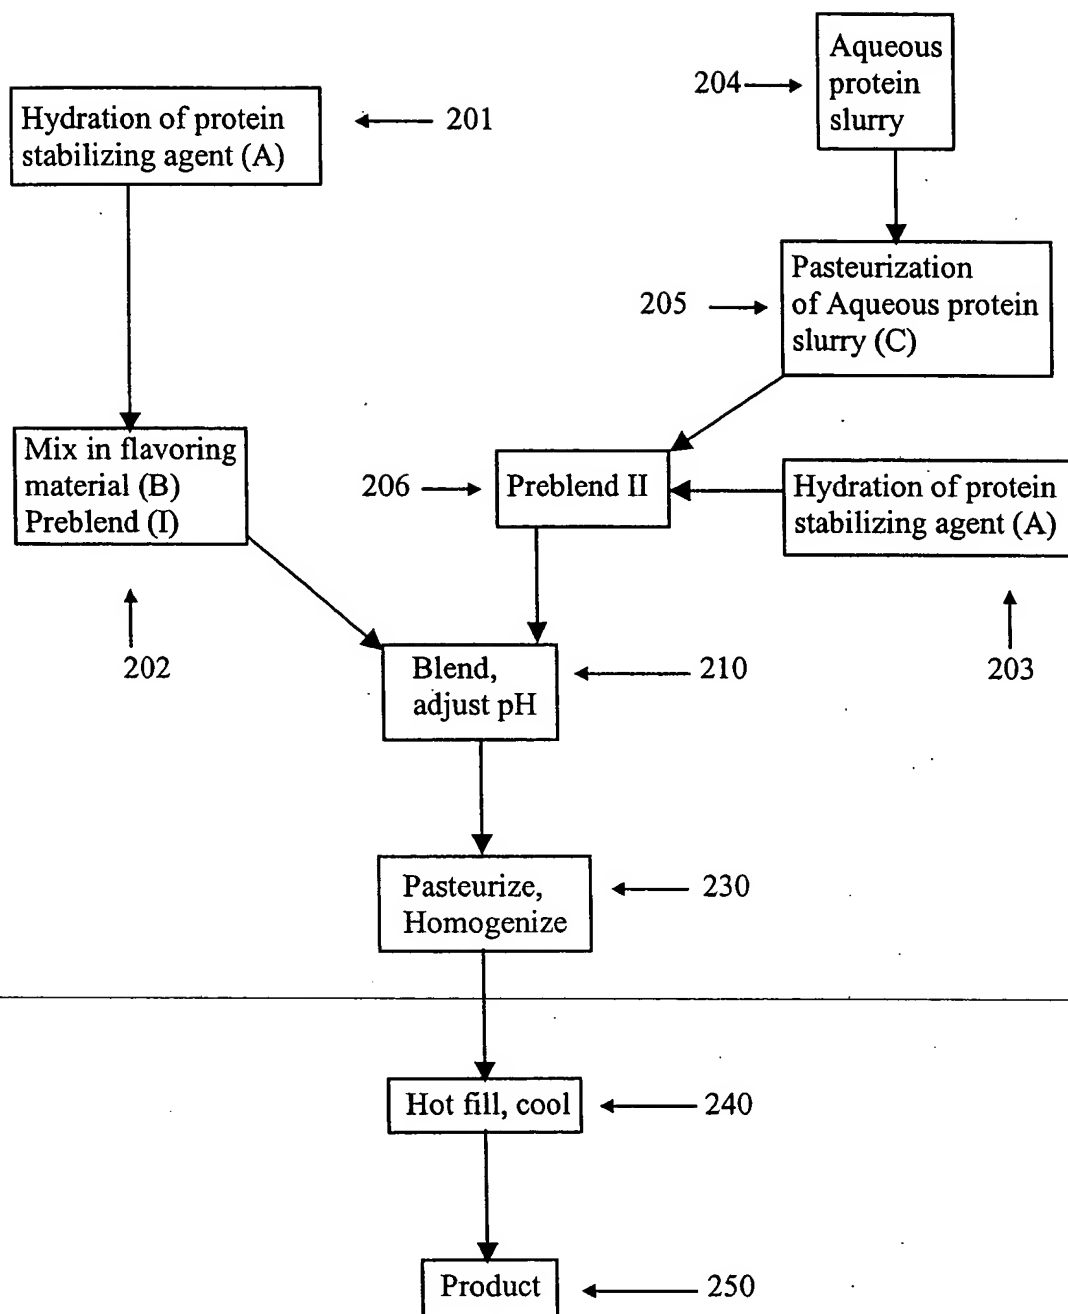 Aqueous
protein
slurry
204
Hydration of protein
stabilizing agent (A)
201
Pasteurization
of Aqueous protein
slurry (C)
205
Mix in flavoring
material (B)
Preblend (I)
206
Preblend II
Hydration of protein
stabilizing agent (A)
202
203
Blend,
adjust pH
210
Pasteurize,
Homogenize
230
Hot fill, cool
240
Product
250